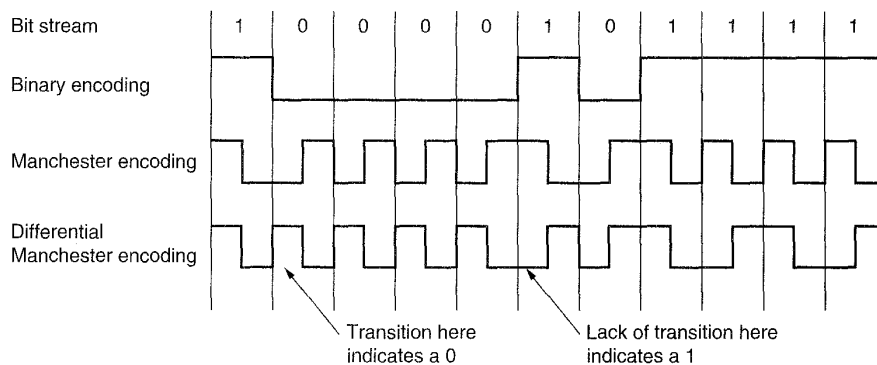 Bit stream 1 0 0 0 0 1 0 1 1 1 1
Binary encoding
Manchester encoding
Differential
Manchester encoding
Transition here
indicates a 0
Lack of transition here
indicates a 1